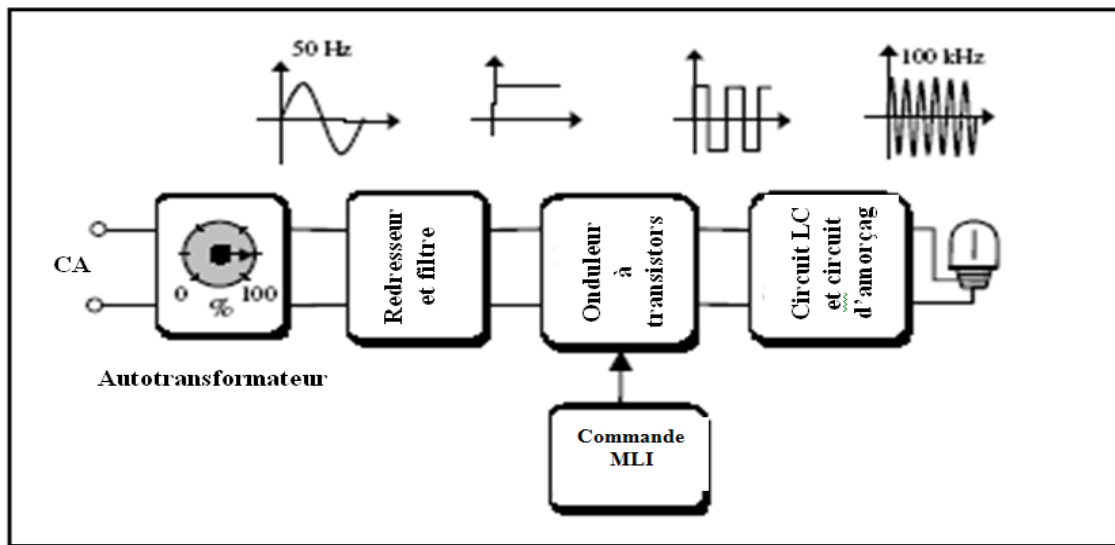 50 Hz
100 kHz
CA
0
100
%
Autotransformateur
Redresseur
et filtre
Onduleur
à
transistors
Circuit LC
et circuit
d'amorçag
Commande
MLI